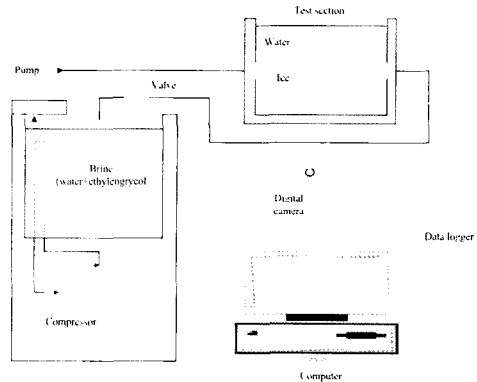 Test section
Water
Pump
Ice
Valve
Brine
(water+ethylengrycol
Digital
camera
Data logger
Compressor
Computer